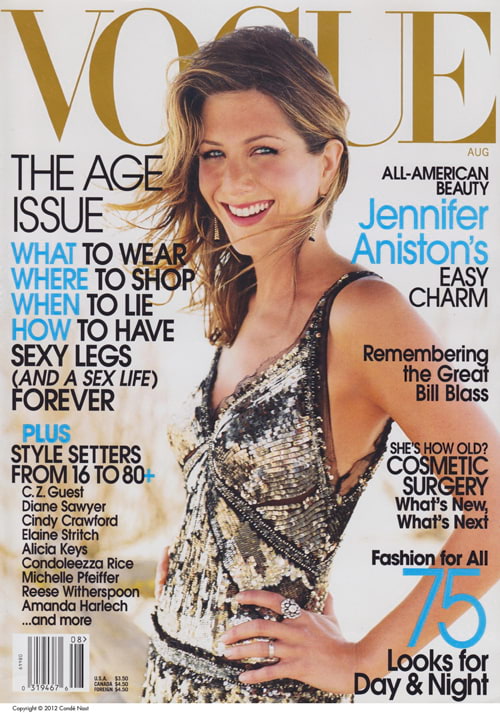 VOGUE
AUG
THE AGE
ISSUE
WHAT TO WEAR
WHERE TO SHOP
WHEN TO LIE
HOW TO HAVE
SEXY LEGS
(AND A SEX LIFE)
FOREVER
PLUS
STYLE SETTERS
FROM 16 TO 80+
C. Z. Guest
Diane Sawyer
Cindy Crawford
Elaine Stritch
Alicia Keys
Condoleezza Rice
Michelle Pfeiffer
Reese Witherspoon
Amanda Harlech
...and more
ALL-AMERICAN
BEAUTY
Jennifer
Aniston's
EASY
CHARM
Remembering
the Great
Bill Blass
SHE'S HOW OLD?
COSMETIC
SURGERY
What's New,
What's Next
Fashion for All
75
Looks for
Day & Night
08>
0 319467 6
U.S.A. $3.50
CANADA $4.50
FOREIGN $4.50
Copyright © 2012 Condé Nast